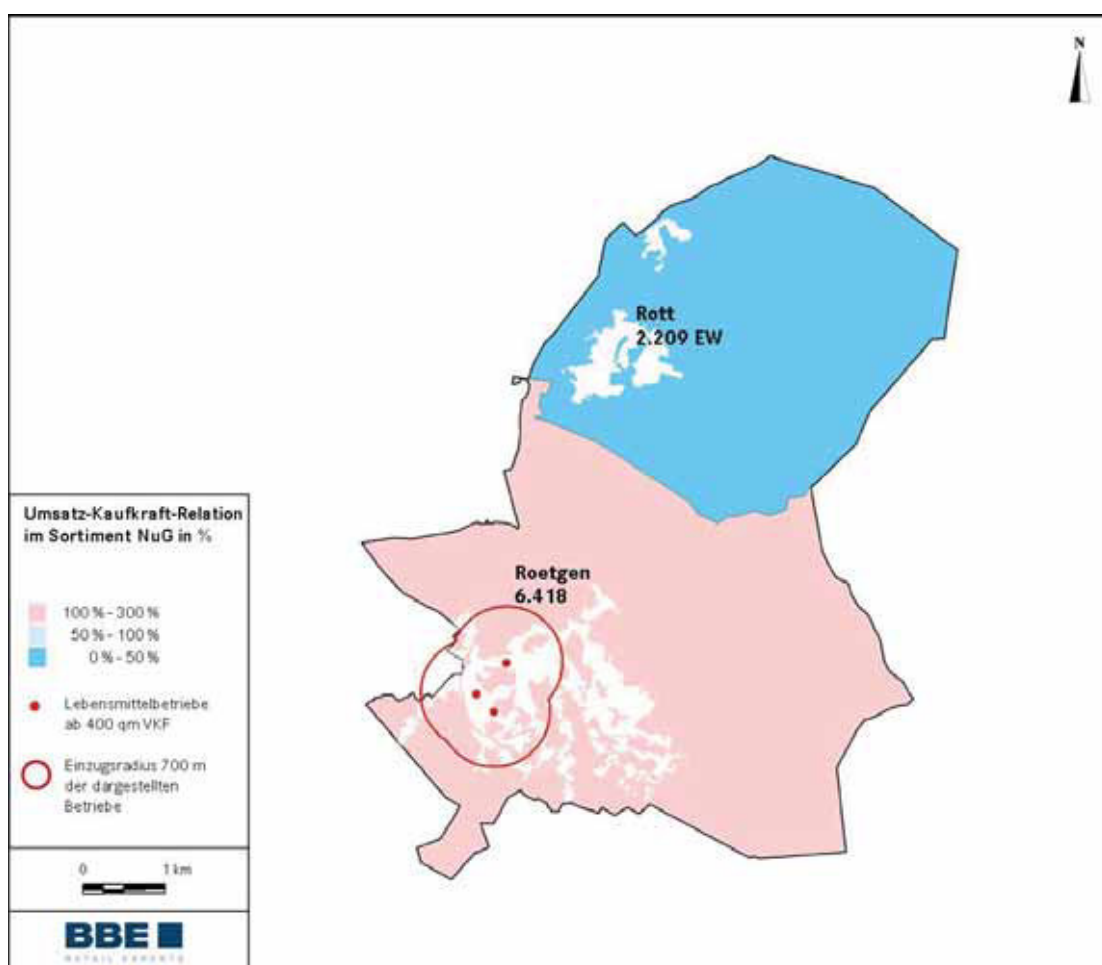 N
Rott
2.209 EW
Roetgen
6.418
Umsatz-Kaufkraft-Relation
im Sortiment NuG in %
100 % - 300 %
50 % - 100 %
0 % - 50 %
Lebensmittelbetriebe
ab 400 qm VKF
Einzugsradius 700 m
der dargestellten
Betriebe
0 1 km
BBE
RETAIL EXPERTS